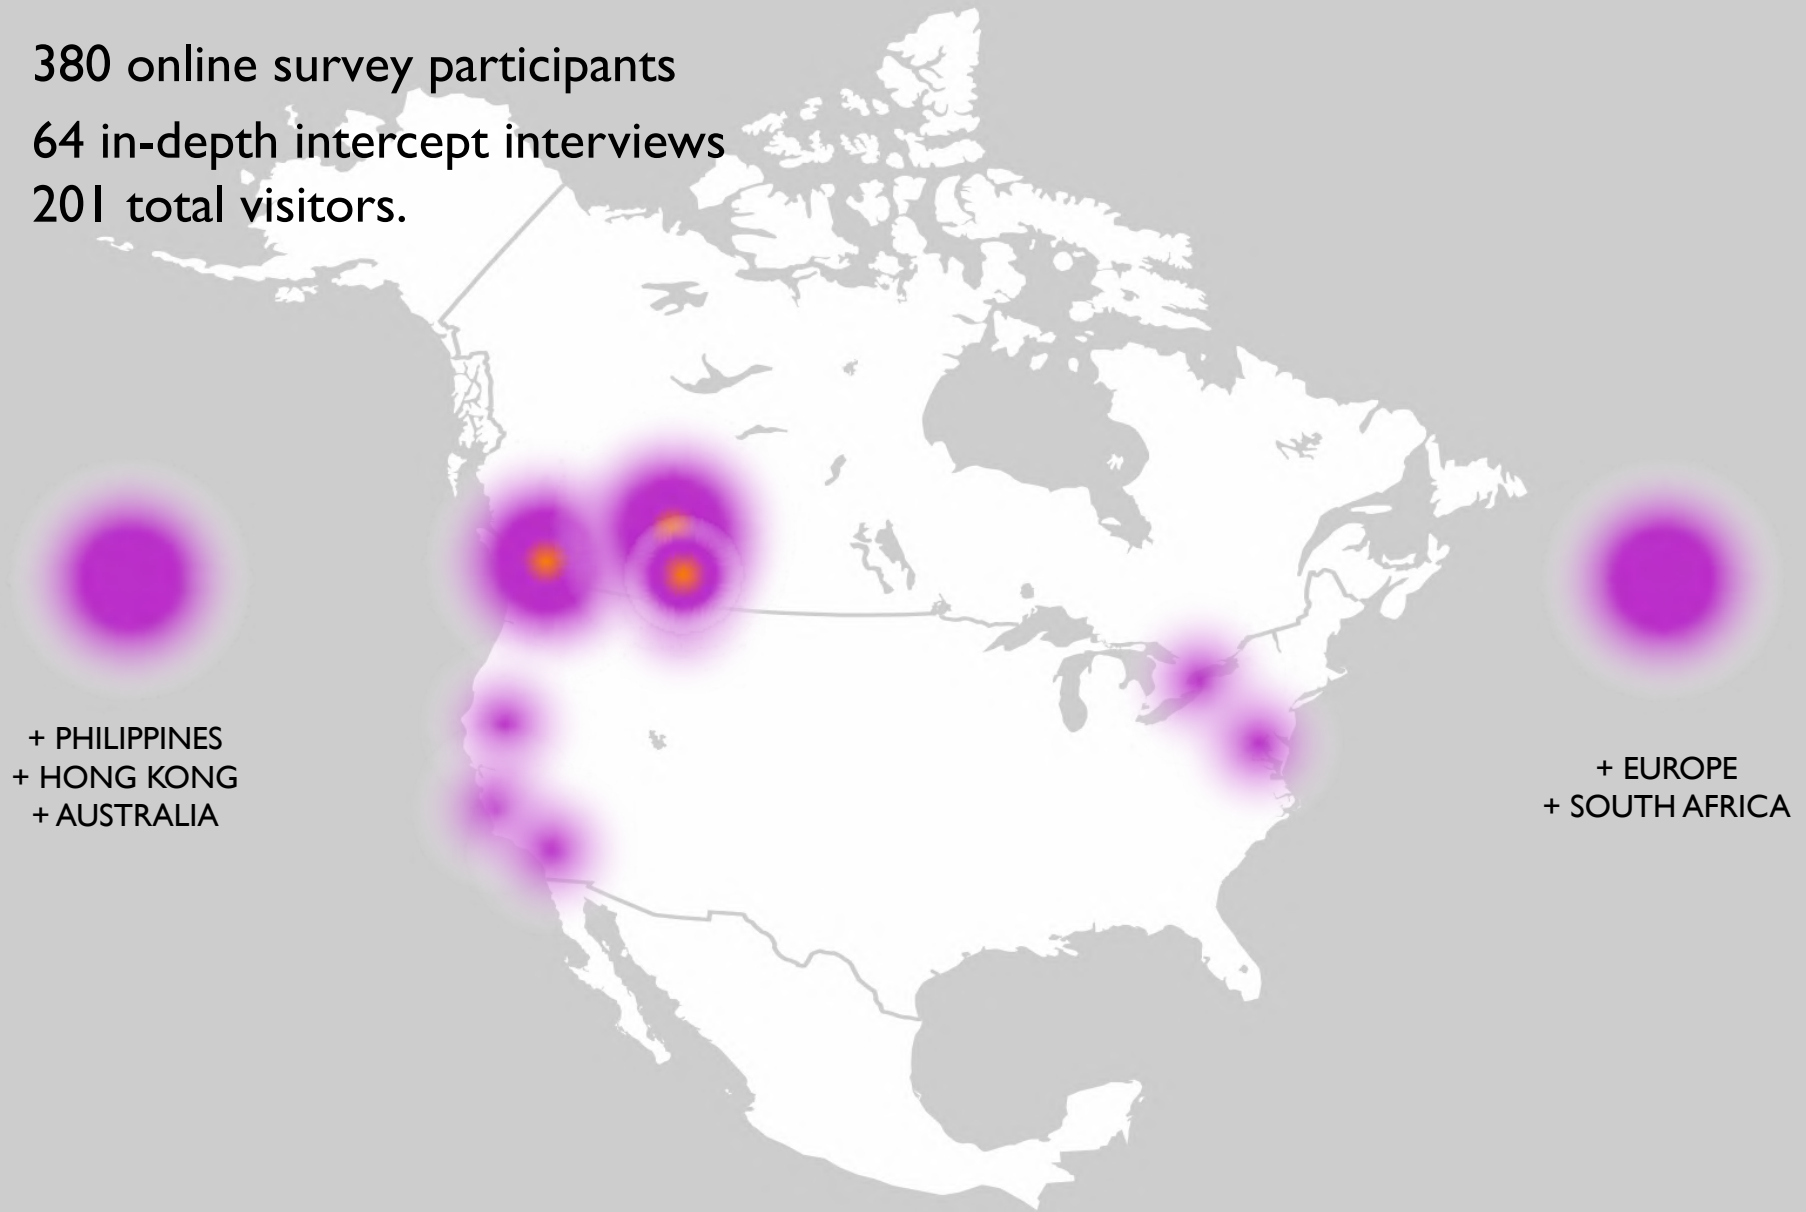 380 online survey participants
64 in-depth intercept interviews
201 total visitors.
+ PHILIPPINES
+ HONG KONG
+ AUSTRALIA
+ EUROPE
+ SOUTH AFRICA